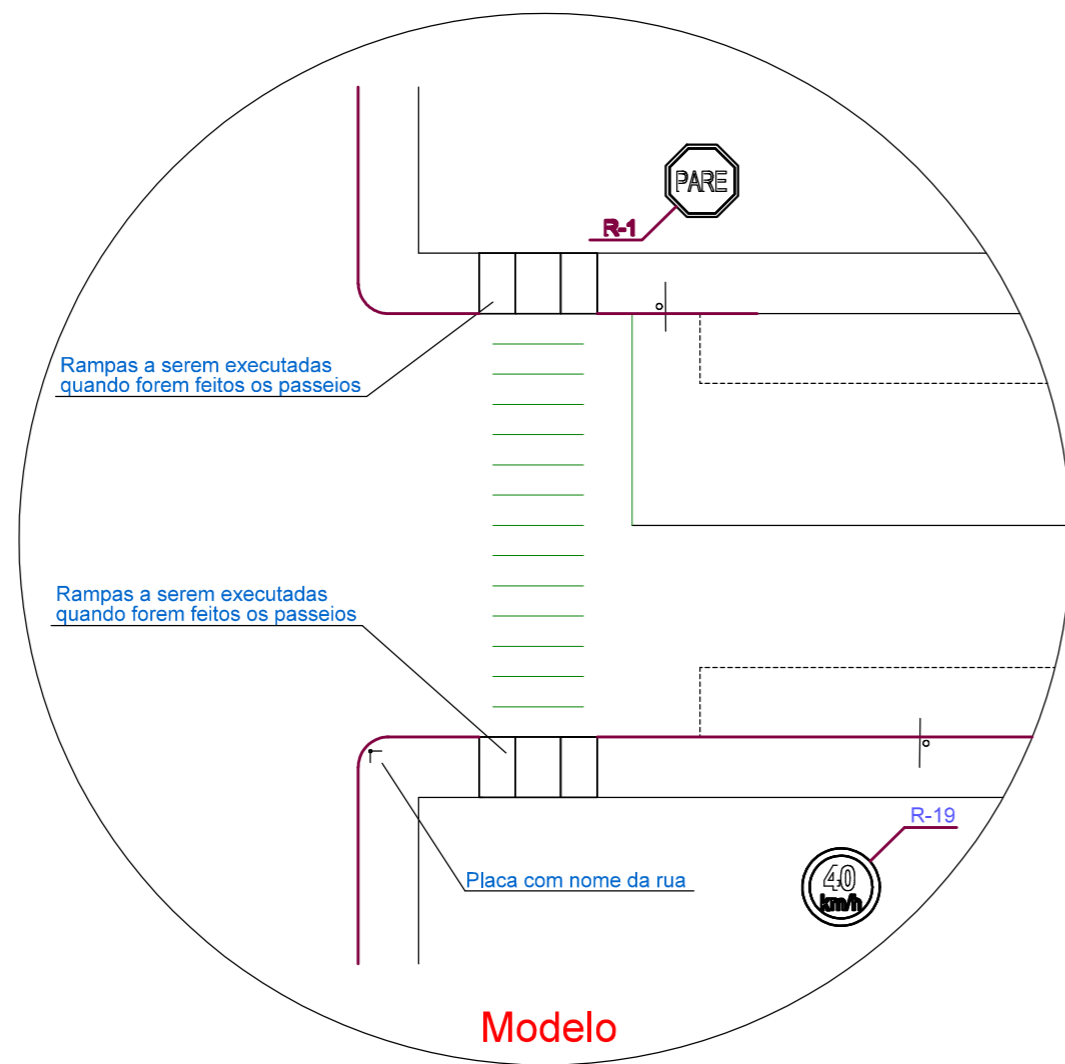 PARE
R-1
Rampas a serem executadas
quando forem feitos os passeios
Rampas a serem executadas
quando forem feitos os passeios
R-19
40
km/h
Placa com nome da rua
Modelo